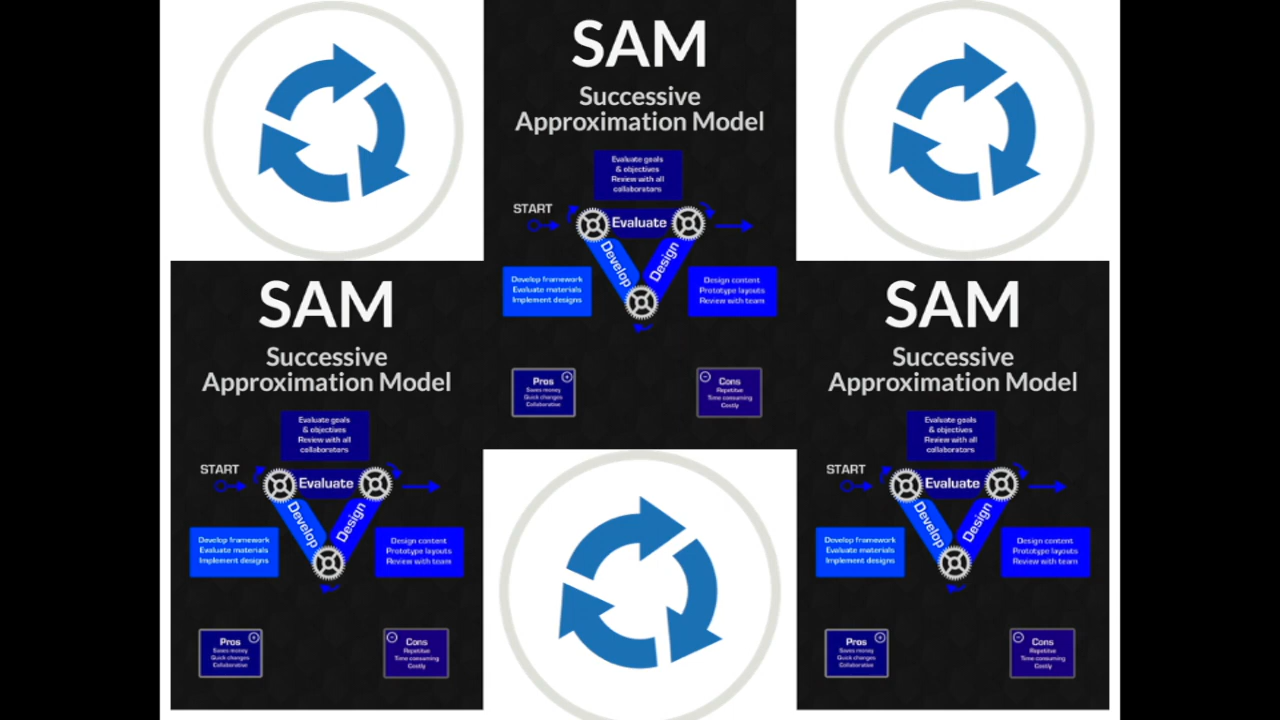 SAM
Successive
Approximation Model
Evaluate goals
& objectives
Review with all
collaborators
START
Evaluate
Develop
Design
Develop framework
Evaluate materials
Implement designs
Design content
Prototype layouts
Review with team
Pros
Saves money
Quick changes
Collaborative
Cons
Repetitive
Time consuming
Costly
SAM
Successive
Approximation Model
Evaluate goals
& objectives
Review with all
collaborators
START
Evaluate
Develop
Design
Develop framework
Evaluate materials
Implement designs
Design content
Prototype layouts
Review with team
Pros
Saves money
Quick changes
Collaborative
Cons
Repetitive
Time consuming
Costly
SAM
Successive
Approximation Model
Evaluate goals
& objectives
Review with all
collaborators
START
Evaluate
Develop
Design
Develop framework
Evaluate materials
Implement designs
Design content
Prototype layouts
Review with team
Pros
Saves money
Quick changes
Collaborative
Cons
Repetitive
Time consuming
Costly